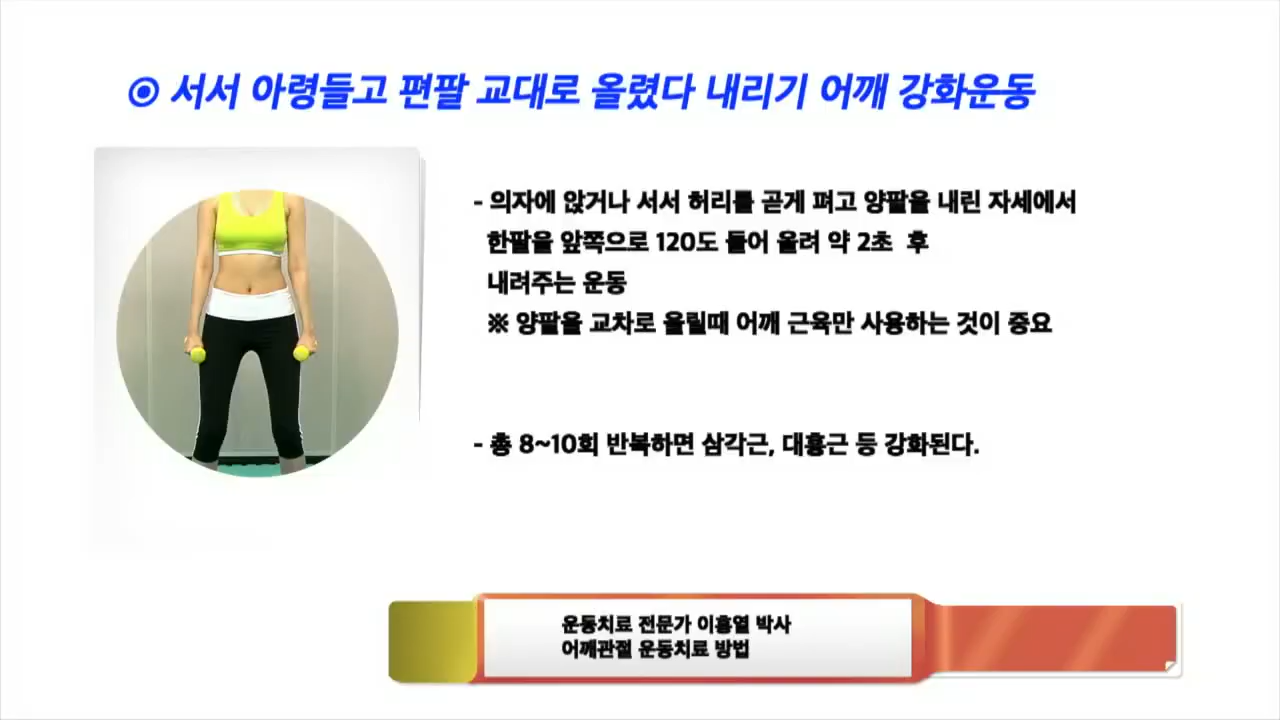 ◎ 서서 아령들고 편팔 교대로 올렸다 내리기 어깨 강화운동
- 의자에 앉거나 서서 허리를 곧게 펴고 양팔을 내린 자세에서
한팔을 앞쪽으로 120도 들어 올려 약 2초 후
내려주는 운동
※ 양팔을 교차로 올릴때 어깨 근육만 사용하는 것이 중요
- 총 8~10회 반복하면 삼각근, 대흉근 등 강화된다.
운동치료 전문가 이홍열 박사
어깨관절 운동치료 방법